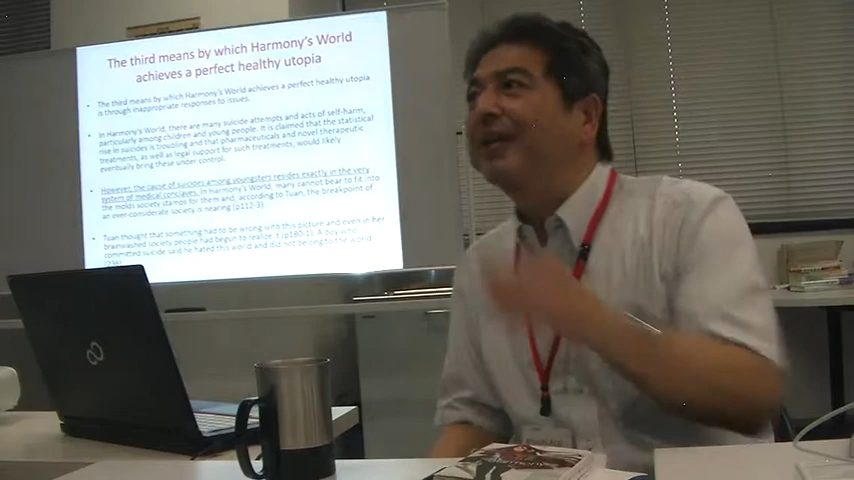 The third means by which Harmony's World
achieves a perfect healthy utopia
• The third means by which Harmony's World achieves a perfect healthy utopia
is through inappropriate responses to issues.
• In Harmony's World, there are many suicide attempts and acts of self-harm,
particularly among children and young people. It is claimed that the statistical
rise in suicides is troubling and that pharmaceuticals and novel therapeutic
treatments, as well as legal support for such treatments, would likely
eventually bring these under control.
• However, the cause of suicides among youngsters resides exactly in the very
system of medical conclaves. In Harmony's World, many cannot bear to fit into
the molds society stamps for them and, according to Tuan, the breakpoint of
an over-considerate society is nearing (p112-3).
• Tuan thought that something had to be wrong with this picture and even in her
brainwashed society people had begun to realize it (p180-1). A boy who
committed suicide said he hated this world and did not belong to the world